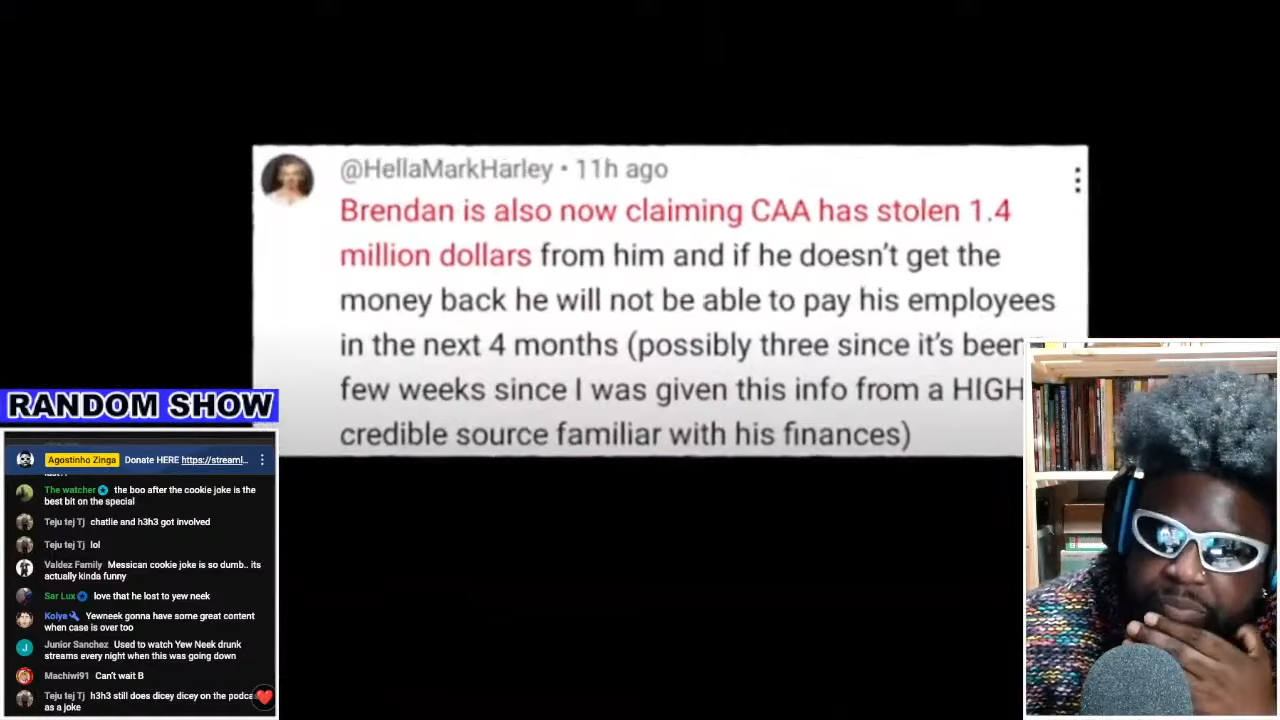 @HellaMarkHarley • 11h ago
Brendan is also now claiming CAA has stolen 1.4
million dollars from him and if he doesn't get the
money back he will not be able to pay his employees
in the next 4 months (possibly three since it's been
few weeks since I was given this info from a HIGH
credible source familiar with his finances)
RANDOM SHOW
Agostinho Zinga Donate HERE https://streaml...
The watcher the boo after the cookie joke is the
best bit on the special
Teju tej Tj chatlie and h3h3 got involved
Teju tej Tj lol
Valdez Family Messican cookie joke is so dumb.. its
actually kinda funny
Sar Lux love that he lost to yew neek
Kolya Yewneek gonna have some great content
when case is over too
J
Junior Sanchez Used to watch Yew Neek drunk
streams every night when this was going down
Machiwi91 Can't wait B
Teju tej Tj h3h3 still does dicey dicey on the podca
as a joke